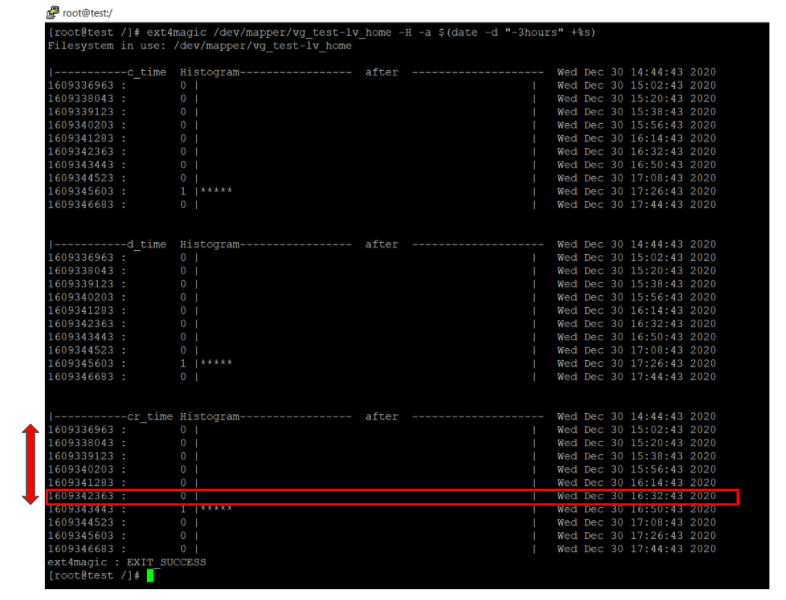 root@test:/
[root@test /]# ext4magic /dev/mapper/vg_test-lv_home -H -a $(date -d "-3hours" +%s)
Filesystem in use: /dev/mapper/vg_test-lv_home
|-----------c_time  Histogram-----------------  after  --------------------  Wed Dec 30 14:44:43 2020
1609336963 :        0 |                                                  |   Wed Dec 30 15:02:43 2020
1609338043 :        0 |                                                  |   Wed Dec 30 15:20:43 2020
1609339123 :        0 |                                                  |   Wed Dec 30 15:38:43 2020
1609340203 :        0 |                                                  |   Wed Dec 30 15:56:43 2020
1609341283 :        0 |                                                  |   Wed Dec 30 16:14:43 2020
1609342363 :        0 |                                                  |   Wed Dec 30 16:32:43 2020
1609343443 :        0 |                                                  |   Wed Dec 30 16:50:43 2020
1609344523 :        0 |                                                  |   Wed Dec 30 17:08:43 2020
1609345603 :        1 |*****                                             |   Wed Dec 30 17:26:43 2020
1609346683 :        0 |                                                  |   Wed Dec 30 17:44:43 2020
|-----------d_time  Histogram-----------------  after  --------------------  Wed Dec 30 14:44:43 2020
1609336963 :        0 |                                                  |   Wed Dec 30 15:02:43 2020
1609338043 :        0 |                                                  |   Wed Dec 30 15:20:43 2020
1609339123 :        0 |                                                  |   Wed Dec 30 15:38:43 2020
1609340203 :        0 |                                                  |   Wed Dec 30 15:56:43 2020
1609341283 :        0 |                                                  |   Wed Dec 30 16:14:43 2020
1609342363 :        0 |                                                  |   Wed Dec 30 16:32:43 2020
1609343443 :        0 |                                                  |   Wed Dec 30 16:50:43 2020
1609344523 :        0 |                                                  |   Wed Dec 30 17:08:43 2020
1609345603 :        1 |*****                                             |   Wed Dec 30 17:26:43 2020
1609346683 :        0 |                                                  |   Wed Dec 30 17:44:43 2020
|-----------cr_time Histogram-----------------  after  --------------------  Wed Dec 30 14:44:43 2020
1609336963 :        0 |                                                  |   Wed Dec 30 15:02:43 2020
1609338043 :        0 |                                                  |   Wed Dec 30 15:20:43 2020
1609339123 :        0 |                                                  |   Wed Dec 30 15:38:43 2020
1609340203 :        0 |                                                  |   Wed Dec 30 15:56:43 2020
1609341283 :        0 |                                                  |   Wed Dec 30 16:14:43 2020
1609342363 :        0 |                                                  |   Wed Dec 30 16:32:43 2020
1609343443 :        1 |*****                                             |   Wed Dec 30 16:50:43 2020
1609344523 :        0 |                                                  |   Wed Dec 30 17:08:43 2020
1609345603 :        0 |                                                  |   Wed Dec 30 17:26:43 2020
1609346683 :        0 |                                                  |   Wed Dec 30 17:44:43 2020
ext4magic : EXIT_SUCCESS
[root@test /]#